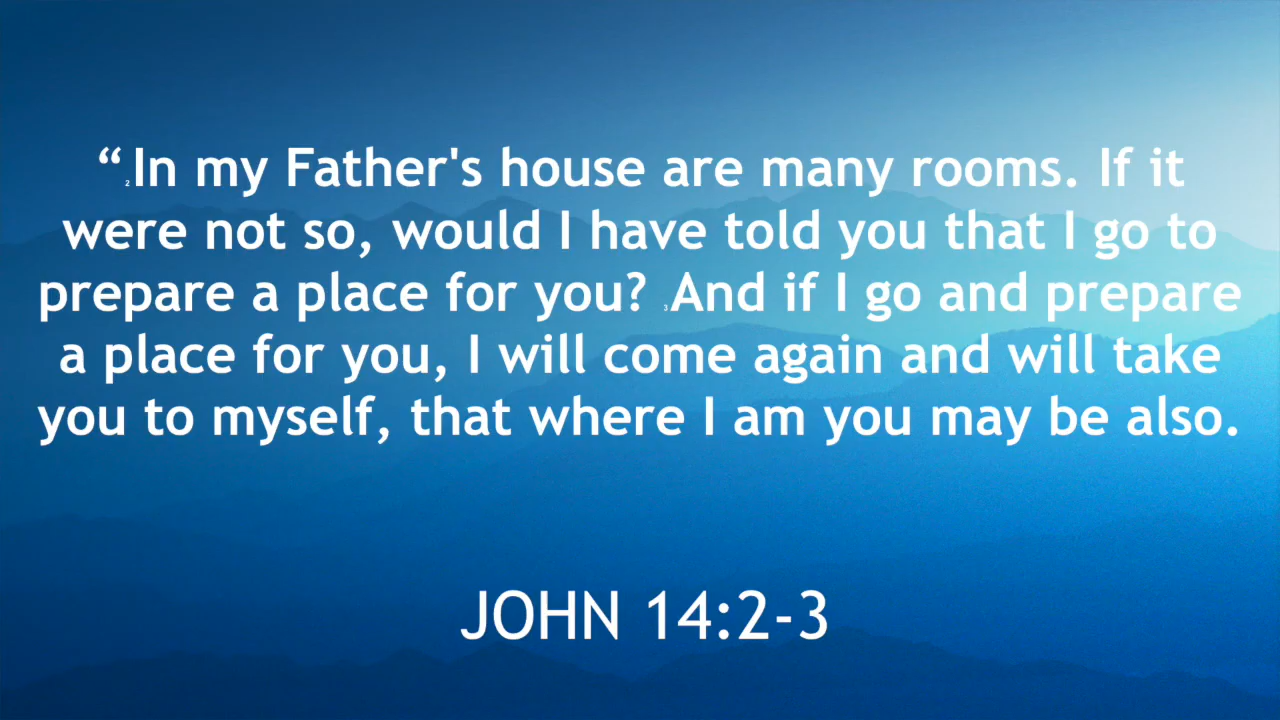 “2In my Father's house are many rooms. If it
were not so, would I have told you that I go to
prepare a place for you? 3And if I go and prepare
a place for you, I will come again and will take
you to myself, that where I am you may be also.
JOHN 14:2-3